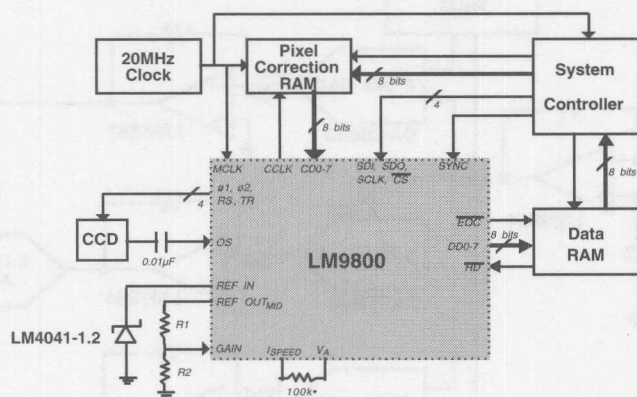 20MHz
Clock
Pixel
Correction
RAM
8 bits
4
System
Controller
8 bits
8 bits
MCLK
CCLK
CD0-7
SDI, SDO,
SCLK, CS
SYNC
ø1, ø2,
RS, TR
4
CCD
0.01µF
OS
EOC
DD0-7
8 bits
RD
Data
RAM
LM9800
REF IN
REF OUTMID
LM4041-1.2
R1
R2
GAIN
ISPEED
VA
100k